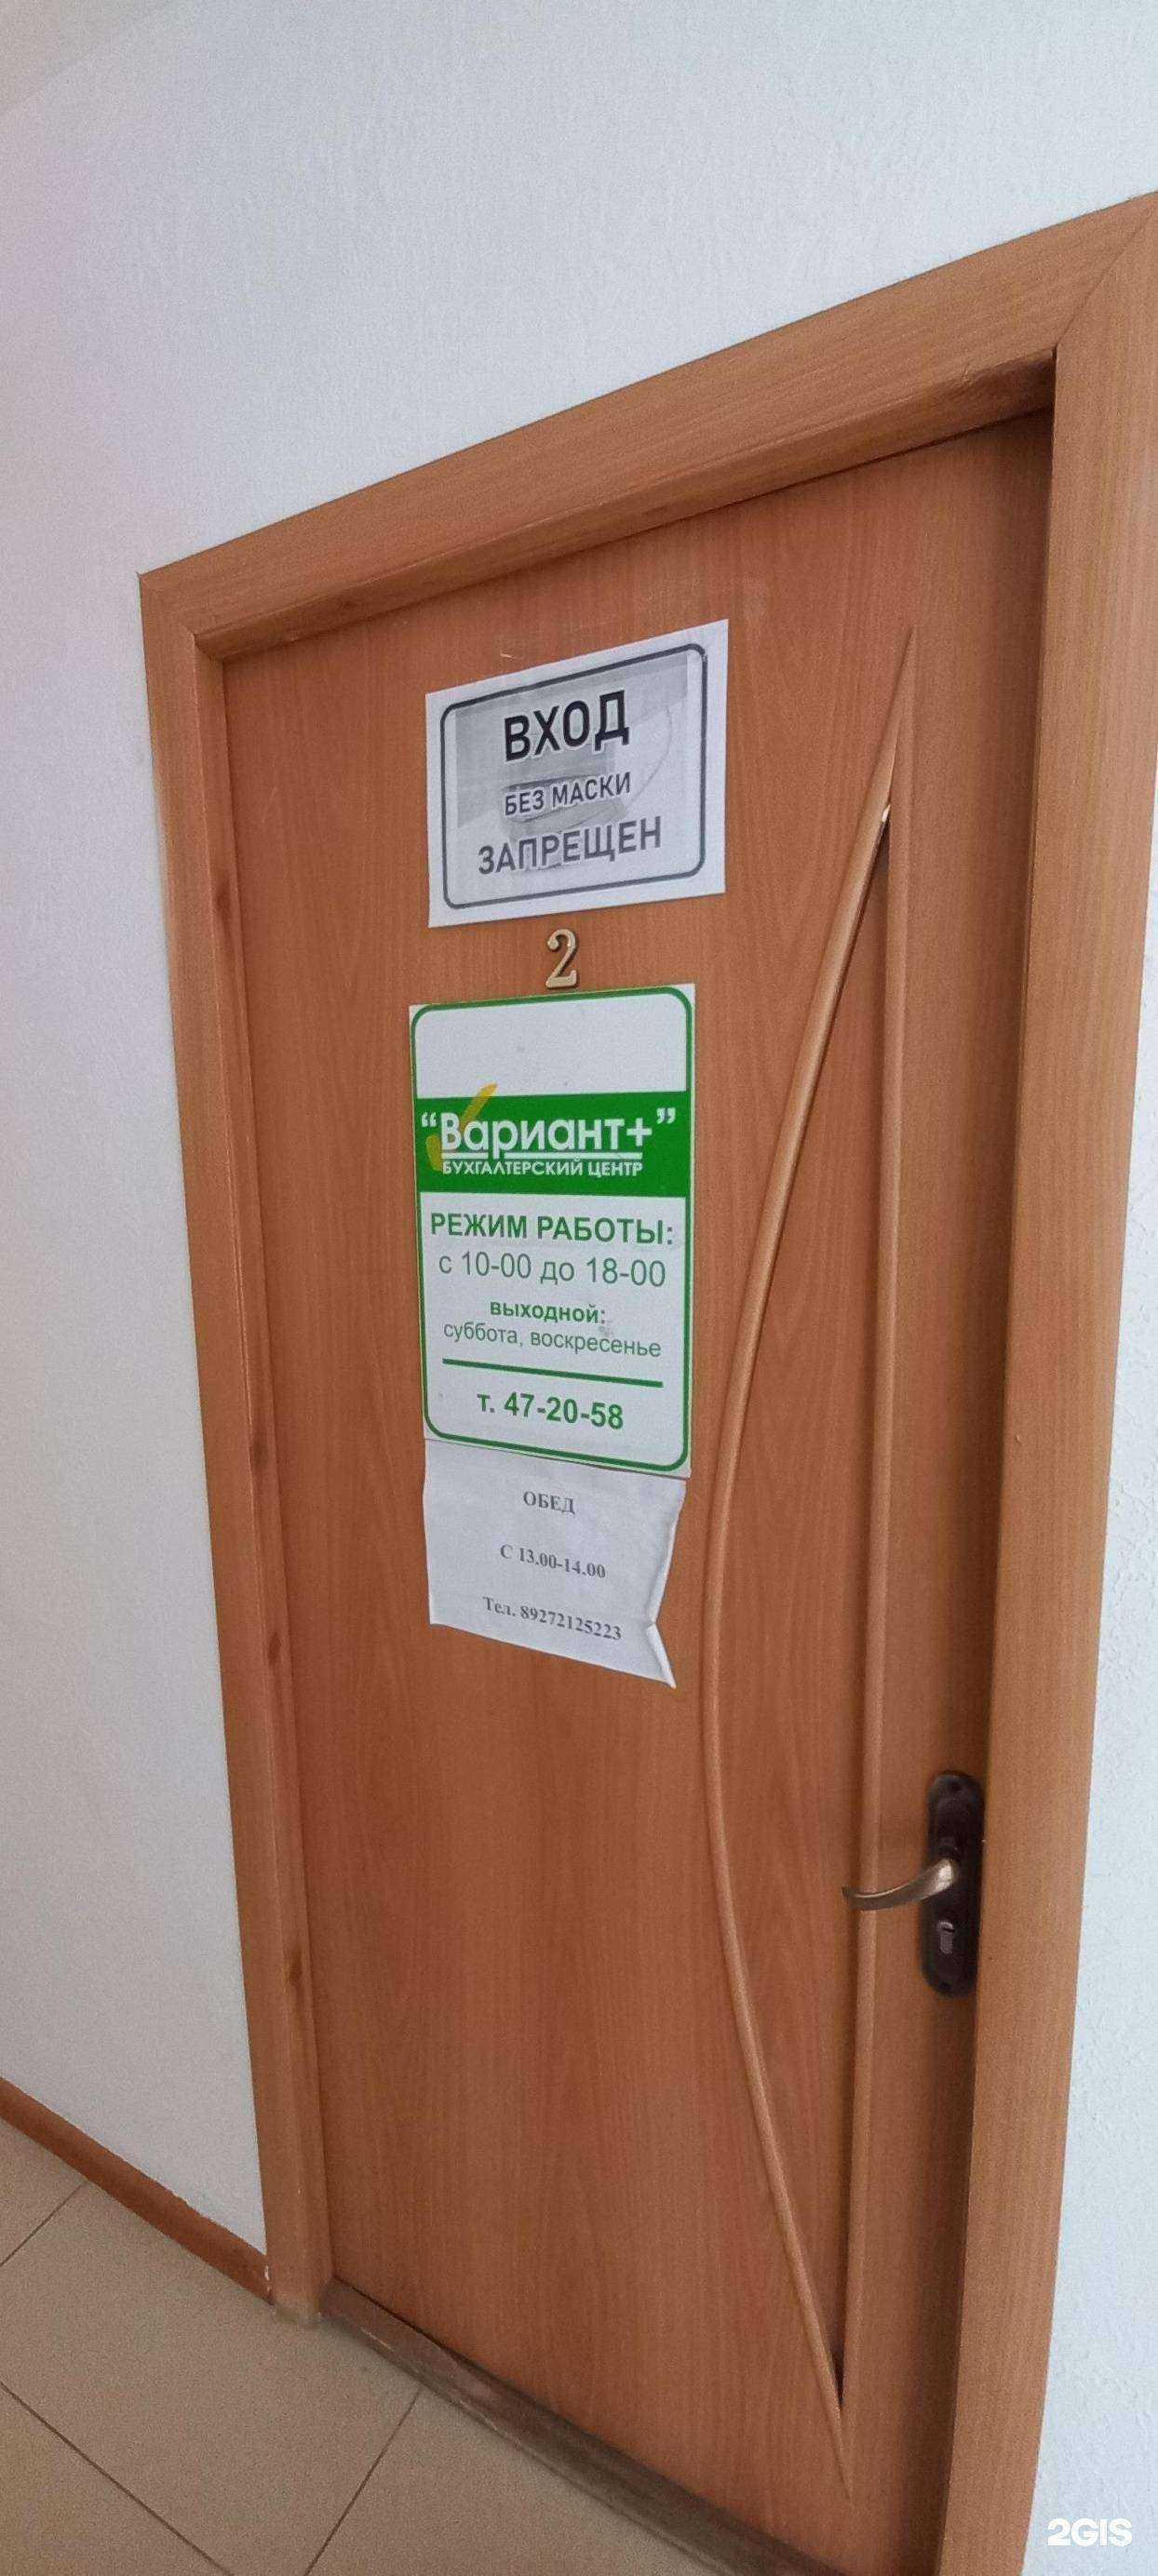 ВХОД
БЕЗ МАСКИ
ЗАПРЕЩЕН
2
"Вариант+"
БУХГАЛТЕРСКИЙ ЦЕНТР
РЕЖИМ РАБОТЫ:
с 10-00 до 18-00
выходной:
суббота, воскресенье
т. 47-20-58
ОБЕД
С 13.00-14.00
Тел. 89272125223
2GIS